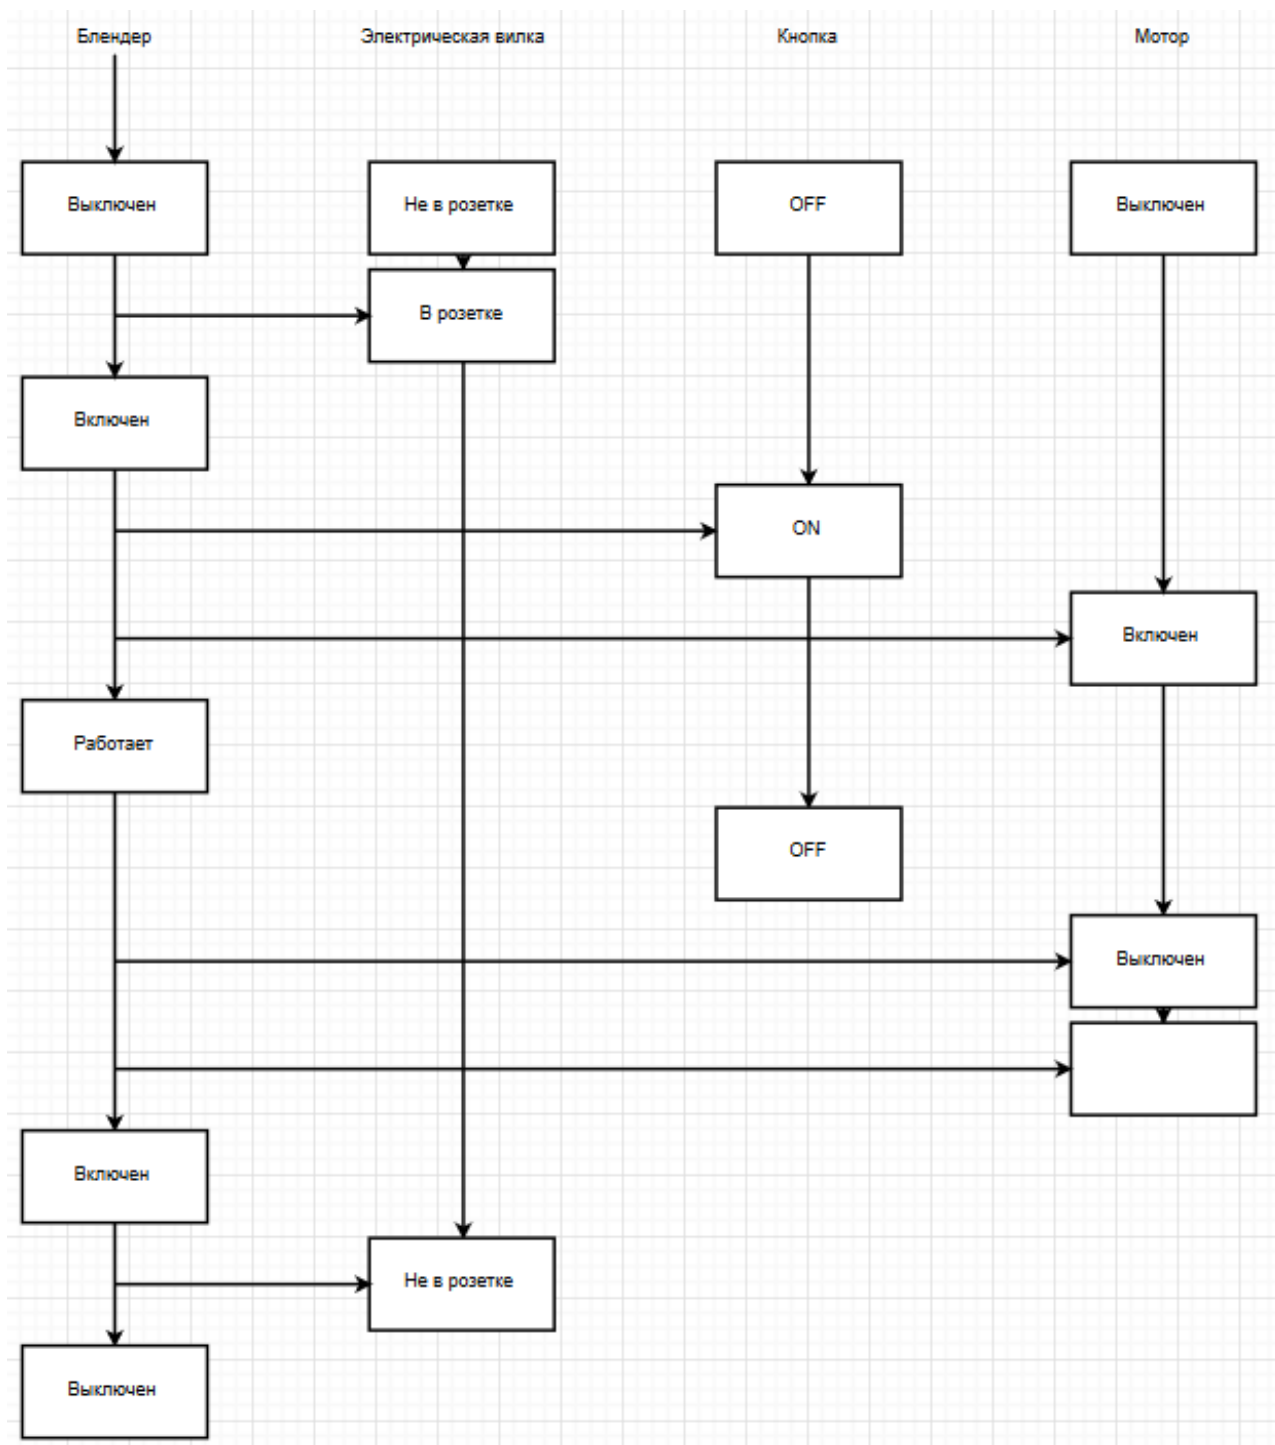 Блендер
Электрическая вилка
Кнопка
Мотор
Выключен
Не в розетке
OFF
Выключен
В розетке
Включен
ON
Включен
Работает
OFF
Выключен
Включен
Не в розетке
Выключен